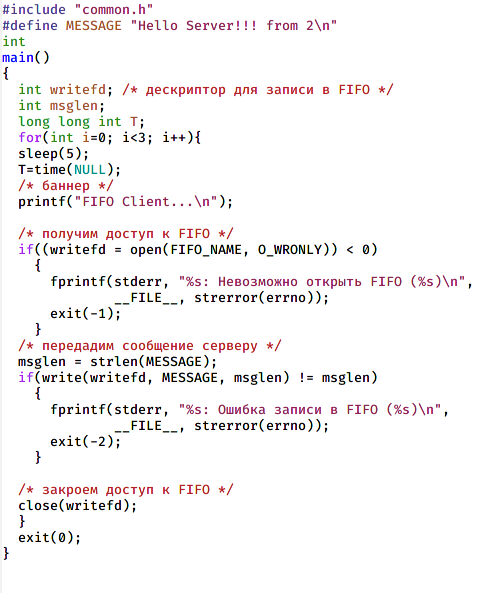 #include "common.h"
#define MESSAGE "Hello Server!!! from 2\n"
int
main()
{
int writefd; /* дескриптор для записи в FIFO */
int msglen;
long long int T;
for(int i=0; i<3; i++){
sleep(5);
T=time(NULL);
/* баннер */
printf("FIFO Client...\n");
/* получим доступ к FIFO */
if((writefd = open(FIFO_NAME, O_WRONLY)) < 0)
{
fprintf(stderr, "%s: Невозможно открыть FIFO (%s)\n",
__FILE__, strerror(errno));
exit(-1);
}
/* передадим сообщение серверу */
msglen = strlen(MESSAGE);
if(write(writefd, MESSAGE, msglen) != msglen)
{
fprintf(stderr, "%s: Ошибка записи в FIFO (%s)\n",
__FILE__, strerror(errno));
exit(-2);
}
/* закроем доступ к FIFO */
close(writefd);
}
exit(0);
}